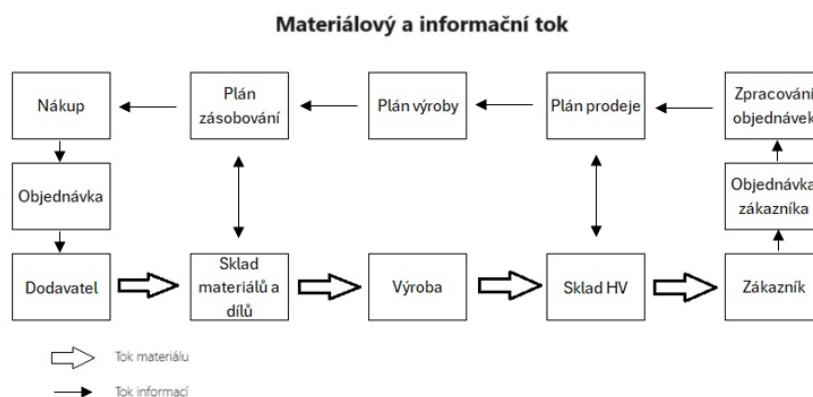 Materiálový a informační tok
Nákup
Plán
zásobování
Plán výroby
Plán prodeje
Zpracování
objednávek
Objednávka
Objednávka
zákazníka
Dodavatel
Sklad
materiálů a
dílů
Výroba
Sklad HV
Zákazník
Tok materiálu
Tok informací